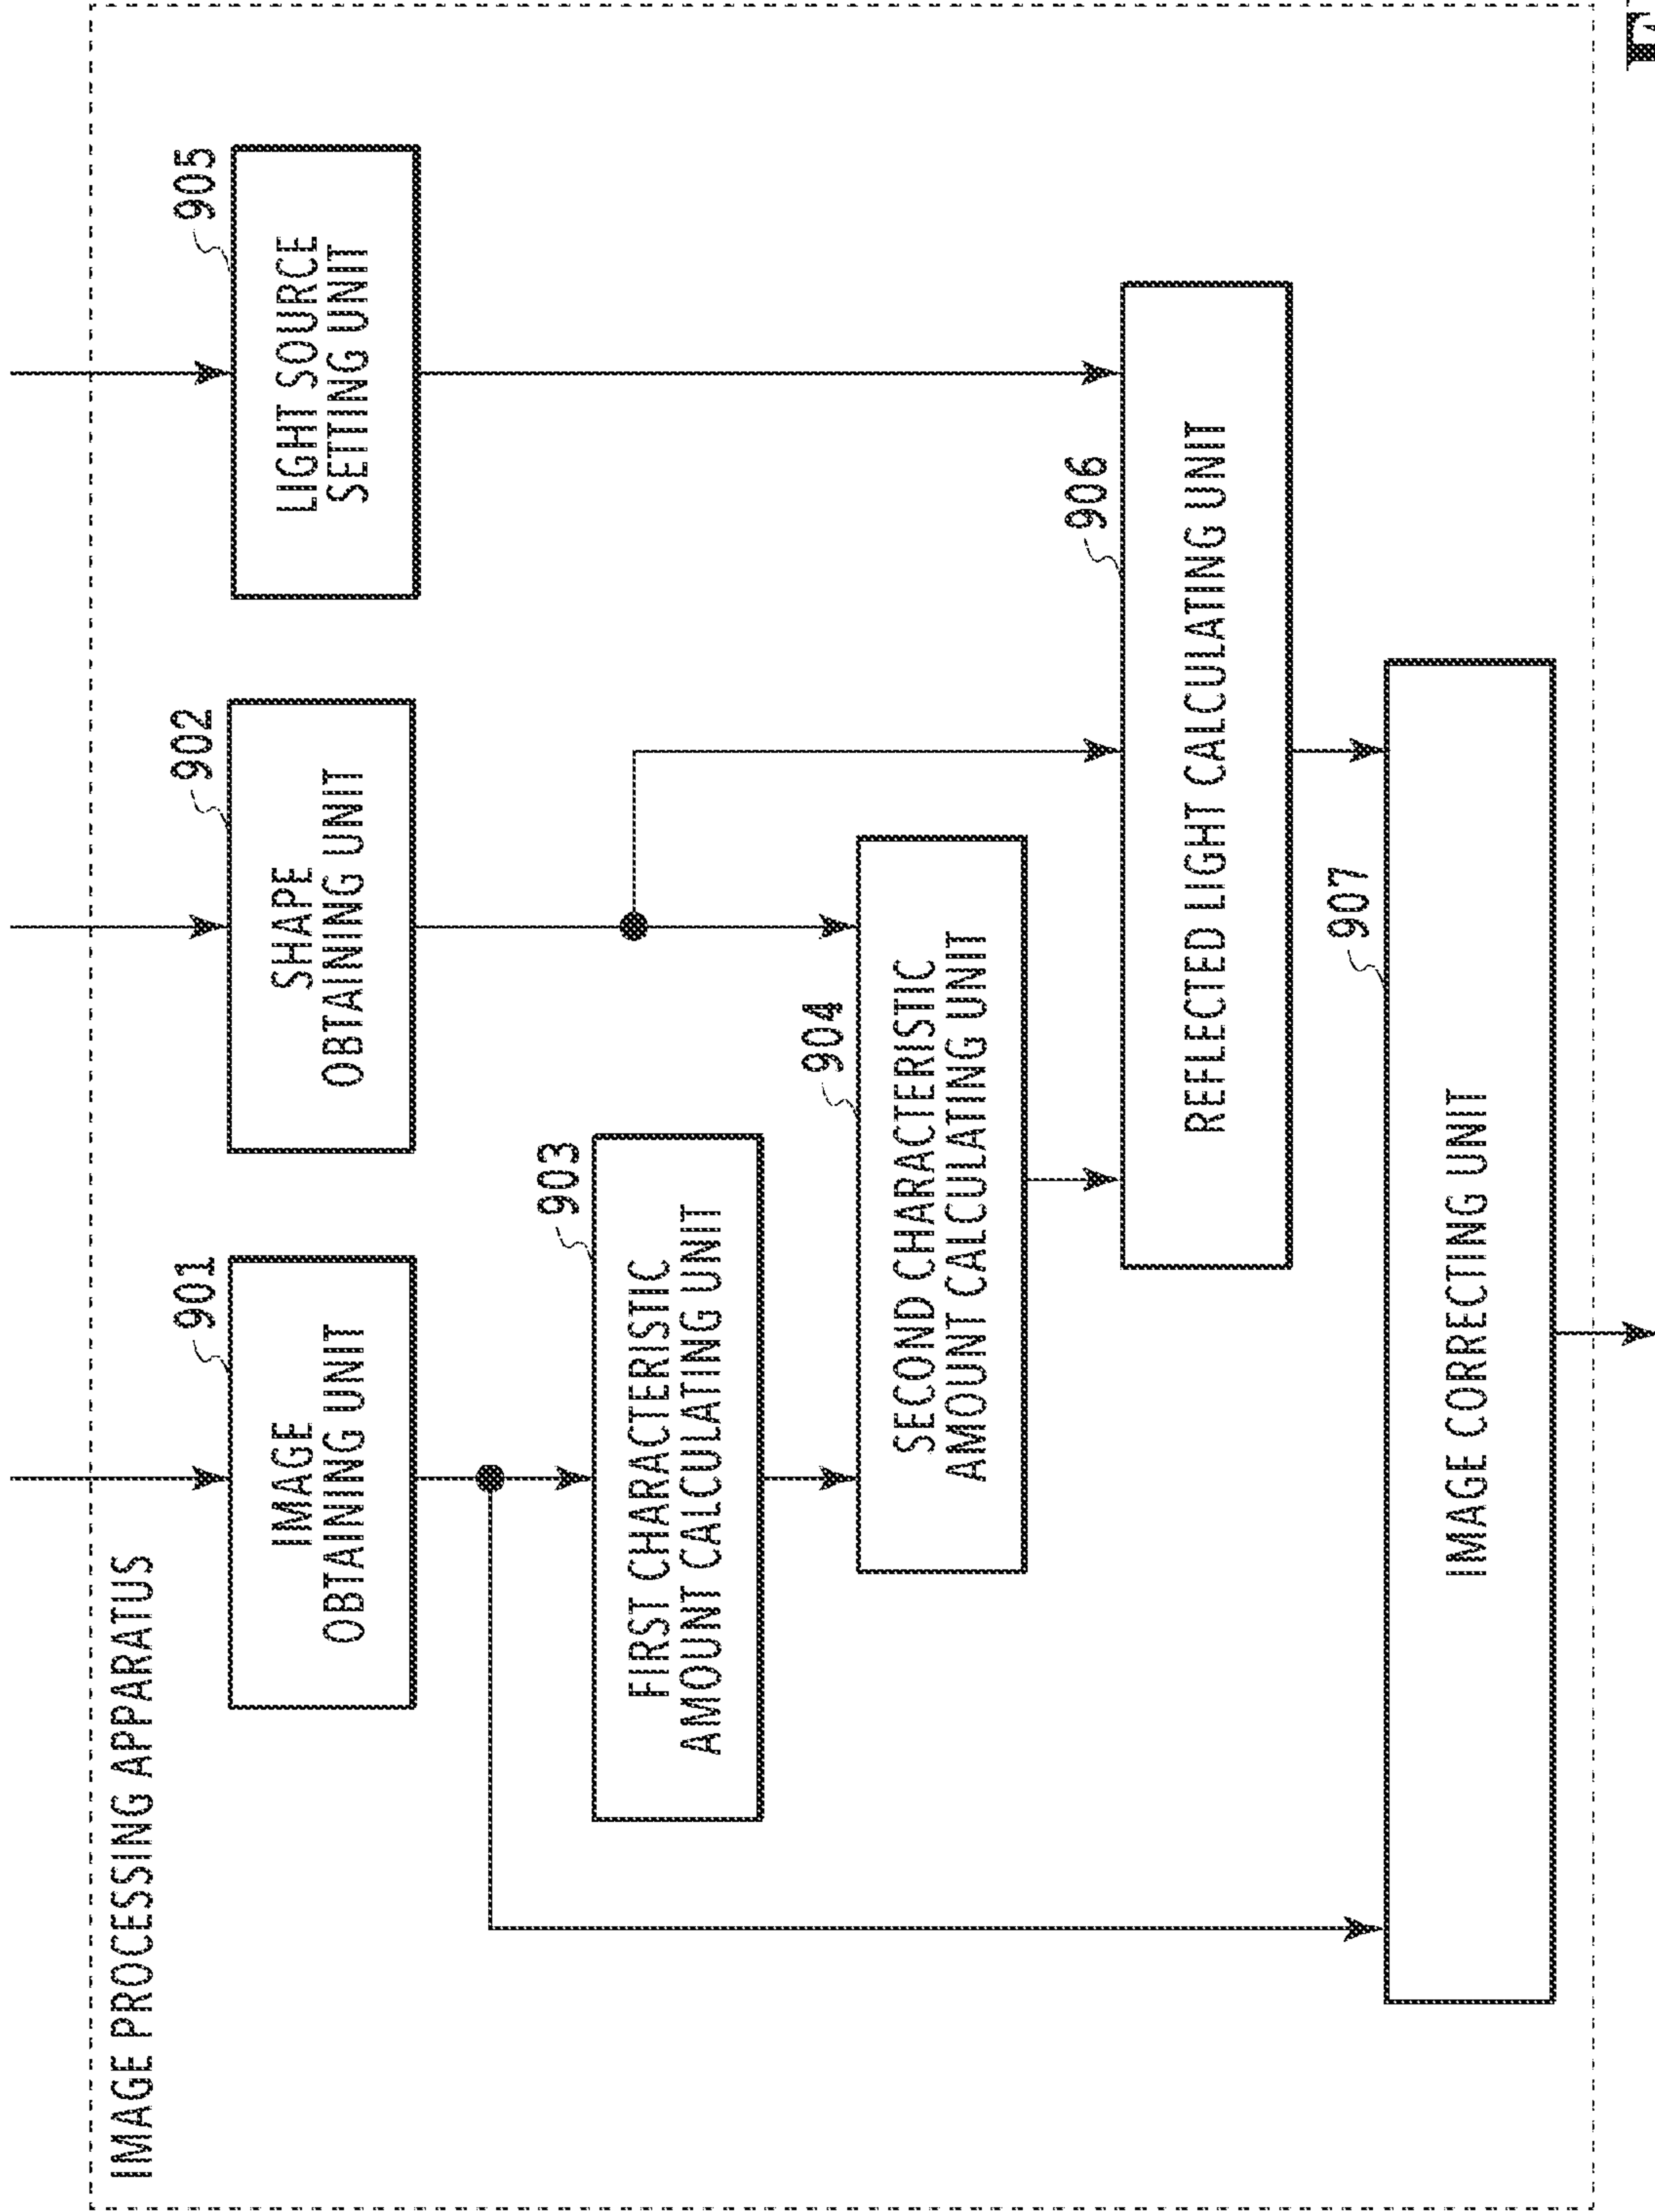 IMAGE PROCESSING APPARATUS
901
IMAGE
OBTAINING UNIT
902
SHAPE
OBTAINING UNIT
905
LIGHT SOURCE
SETTING UNIT
903
FIRST CHARACTERISTIC
AMOUNT CALCULATING UNIT
904
SECOND CHARACTERISTIC
AMOUNT CALCULATING UNIT
906
REFLECTED LIGHT CALCULATING UNIT
907
IMAGE CORRECTING UNIT